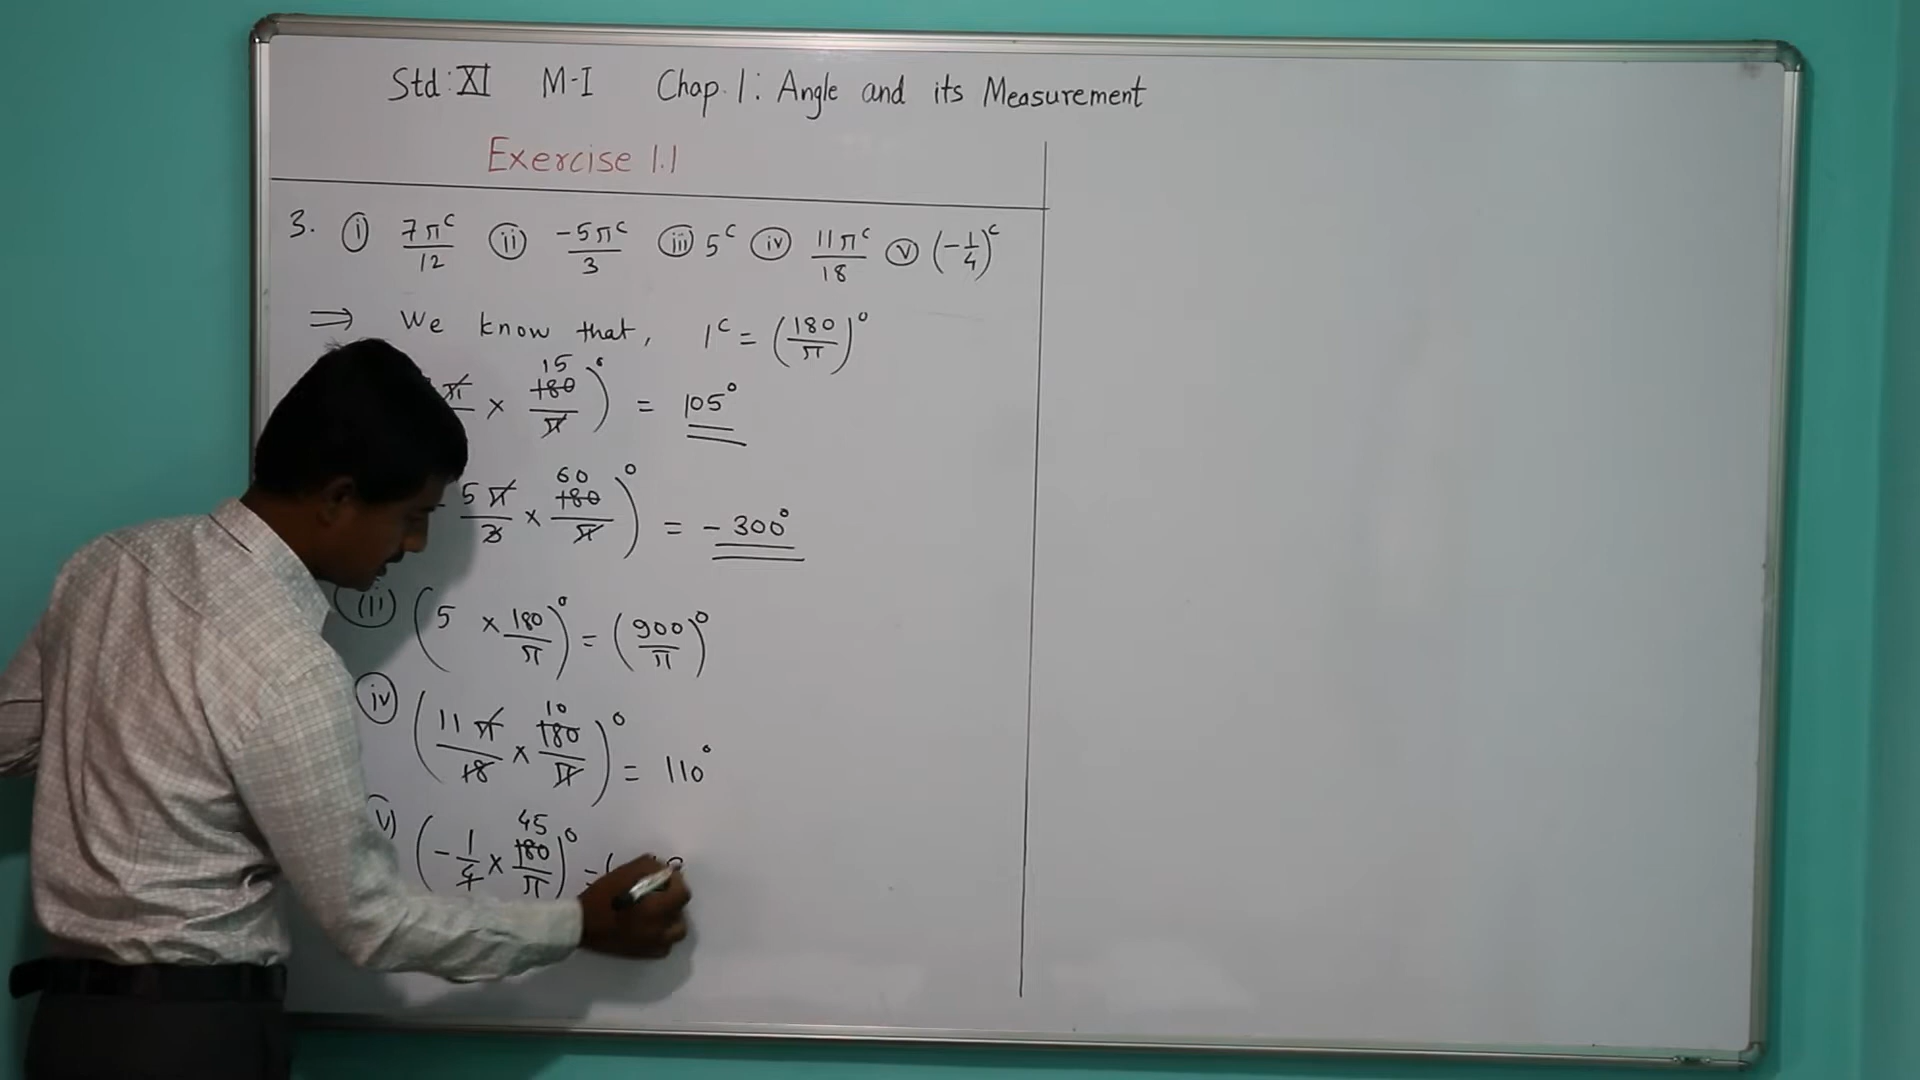 Std: XI M-I Chap. 1: Angle and its Measurement
Exercise 1.1
3. (i) 7π^c/12 (ii) -5π^c/3 (iii) 5^c (iv) 11π^c/18 (v) (-1/4)^c
⇒ We know that, 1^c = (180/π)°
π × 180/π)° 15 = 105°
5π/3 × 180/π)° 60 = -300°
(5 × 180/π)° = (900/π)°
(iv) (11π/18 × 180/π)° 10 = 110°
v) (-1/4 × 180/π)° 45 = (